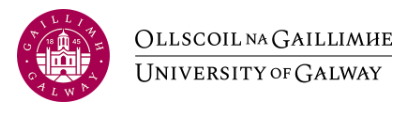 GAILLIMH
18 45
GALWAY
OLLSCOIL NA GAILLIMHE
UNIVERSITY OF GALWAY